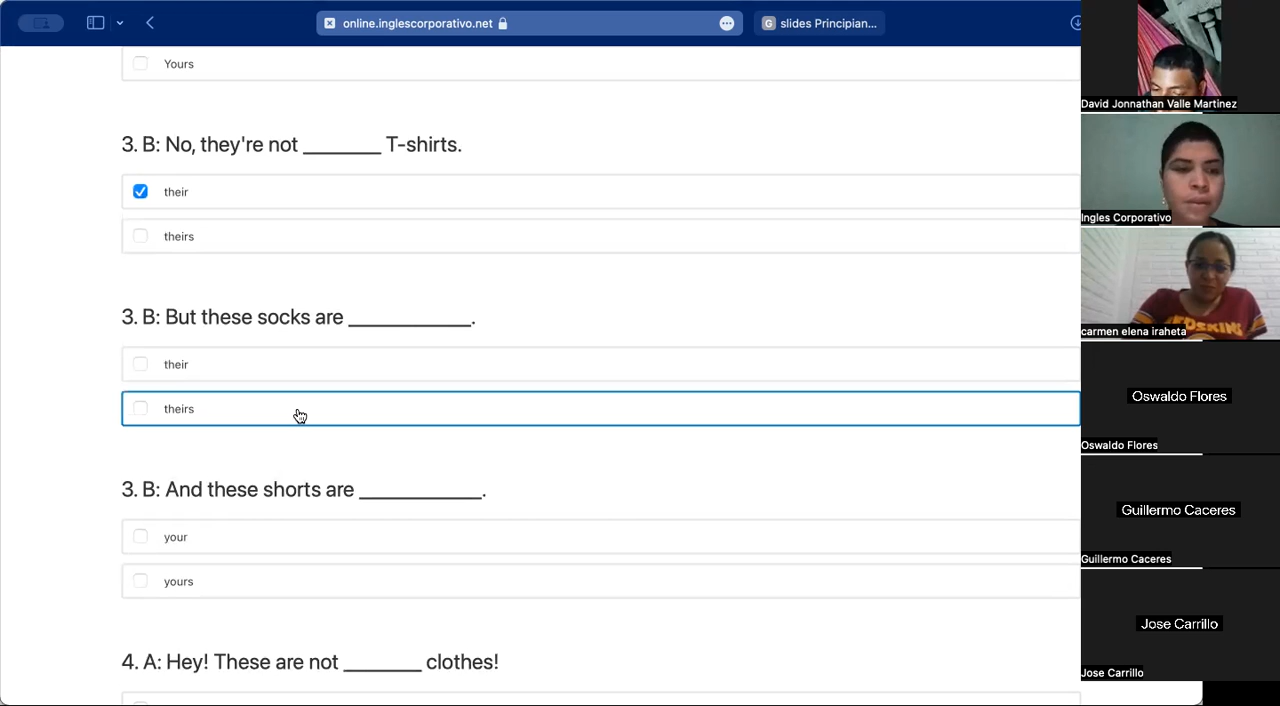 online.inglescorporativo.net
G slides Principian...
Yours
3. B: No, they're not ________ T-shirts.
their
theirs
3. B: But these socks are ____________.
their
theirs
3. B: And these shorts are ____________.
your
yours
4. A: Hey! These are not ________ clothes!
David Jonnathan Valle Martinez
Ingles Corporativo
REDSKINS
carmen elena iraheta
Oswaldo Flores
Oswaldo Flores
Guillermo Caceres
Guillermo Caceres
Jose Carrillo
Jose Carrillo